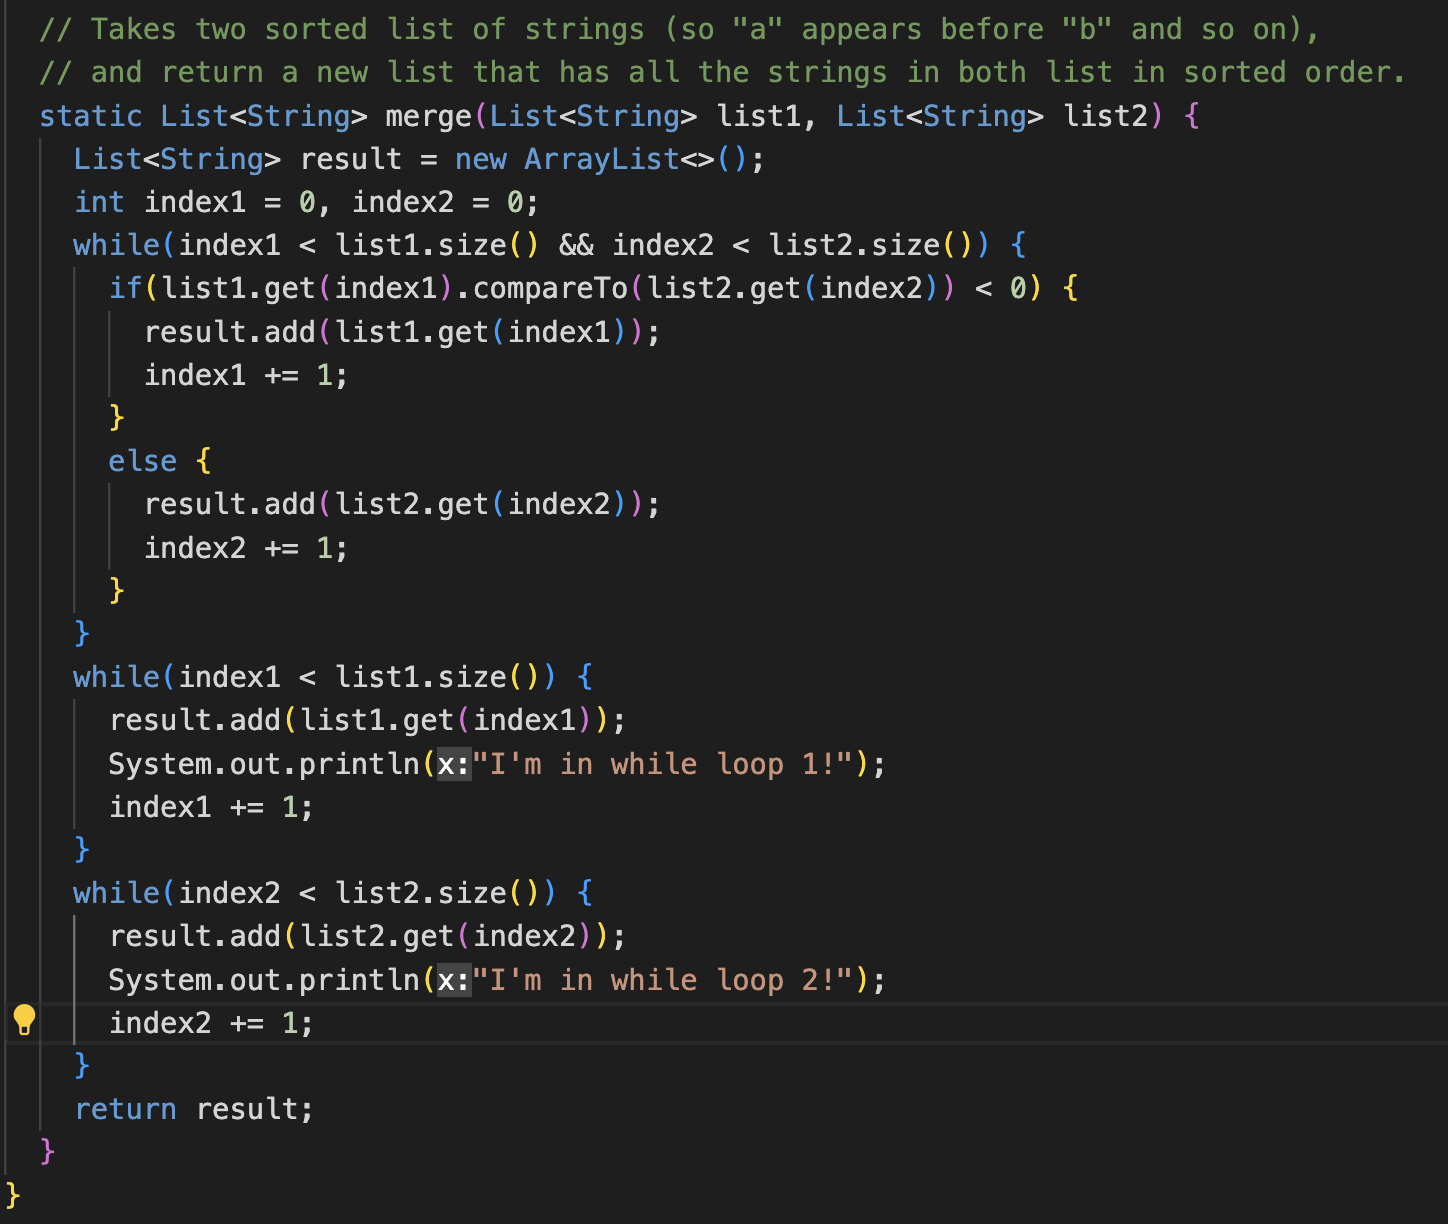 // Takes two sorted list of strings (so "a" appears before "b" and so on),
// and return a new list that has all the strings in both list in sorted order.
static List<String> merge(List<String> list1, List<String> list2) {
  List<String> result = new ArrayList<>();
  int index1 = 0, index2 = 0;
  while(index1 < list1.size() && index2 < list2.size()) {
    if(list1.get(index1).compareTo(list2.get(index2)) < 0) {
      result.add(list1.get(index1));
      index1 += 1;
    }
    else {
      result.add(list2.get(index2));
      index2 += 1;
    }
  }
  while(index1 < list1.size()) {
    result.add(list1.get(index1));
    System.out.println(x:"I'm in while loop 1!");
    index1 += 1;
  }
  while(index2 < list2.size()) {
    result.add(list2.get(index2));
    System.out.println(x:"I'm in while loop 2!");
    index2 += 1;
  }
  return result;
}
}